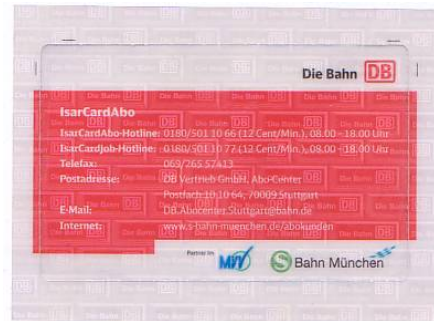 Die Bahn DB
IsarCardAbo
IsarCardAbo-Hotline: 0180/501 10 66 (12 Cent/Min.), 08.00 - 18.00 Uhr
IsarCardJob-Hotline: 0180/501 10 77 (12 Cent/Min.), 08.00 - 18.00 Uhr
Telefax: 069/265 57413
Postadresse: DB Vertrieb GmbH, Abo-Center
Postfach 10 10 64, 70009 Stuttgart
E-Mail: DB.Abocenter.Stuttgart@bahn.de
Internet: www.s-bahn-muenchen.de/abokunden
Partner im MVV S Bahn München